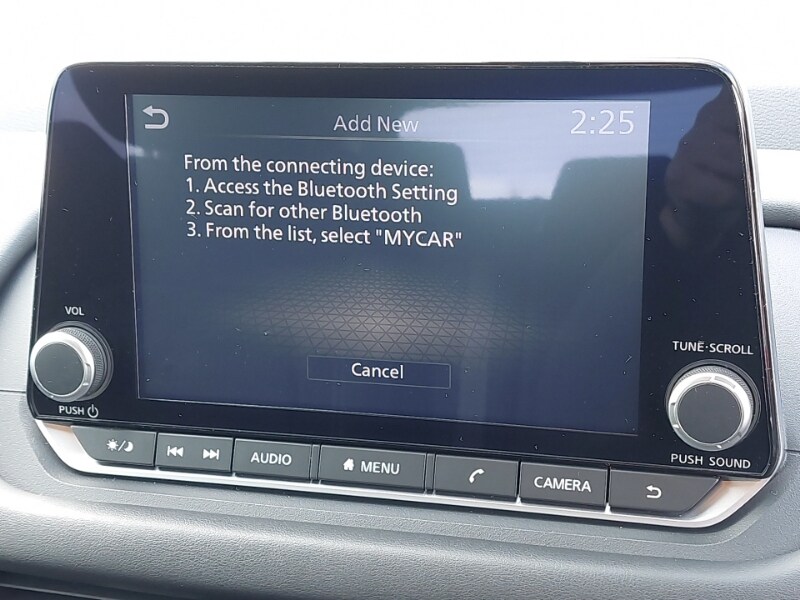 Add New
2:25
From the connecting device:
1. Access the Bluetooth Setting
2. Scan for other Bluetooth
3. From the list, select "MYCAR"
Cancel
VOL
PUSH
TUNE·SCROLL
PUSH SOUND
AUDIO
MENU
CAMERA